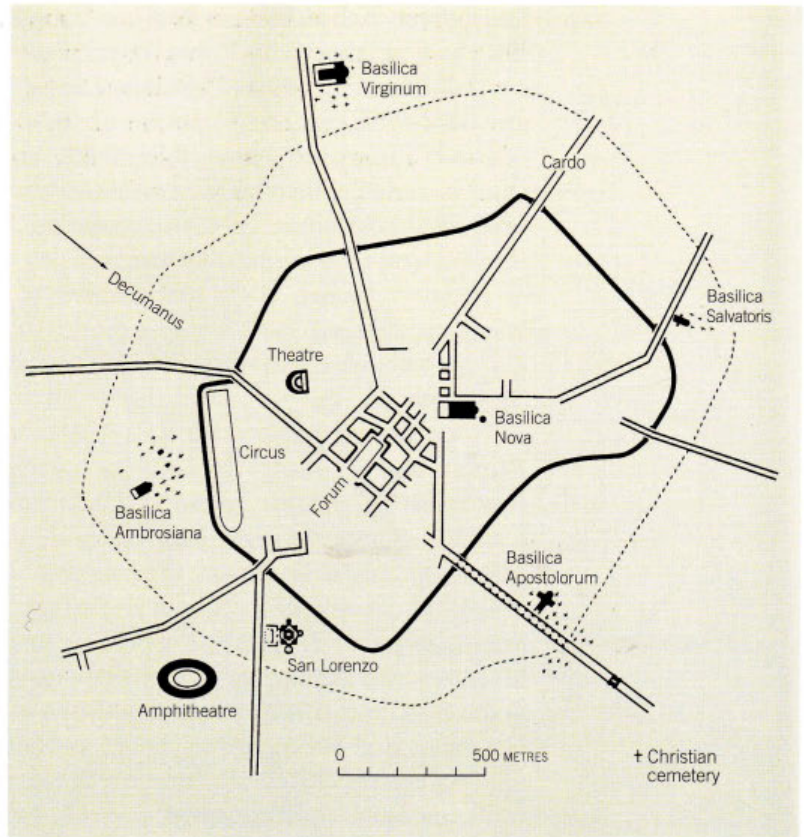 Basilica
Virginum
Cardo
Decumanus
Basilica
Salvatoris
Theatre
Basilica
Nova
Circus
Forum
Basilica
Ambrosiana
Basilica
Apostolorum
San Lorenzo
Amphitheatre
0 500 METRES
† Christian
cemetery